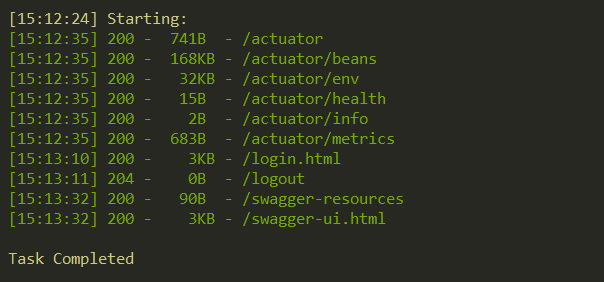 [15:12:24] Starting:
[15:12:35] 200 -  741B  - /actuator
[15:12:35] 200 -  168KB - /actuator/beans
[15:12:35] 200 -   32KB - /actuator/env
[15:12:35] 200 -   15B  - /actuator/health
[15:12:35] 200 -    2B  - /actuator/info
[15:12:35] 200 -  683B  - /actuator/metrics
[15:13:10] 200 -    3KB - /login.html
[15:13:11] 204 -    0B  - /logout
[15:13:32] 200 -   90B  - /swagger-resources
[15:13:32] 200 -    3KB - /swagger-ui.html
Task Completed